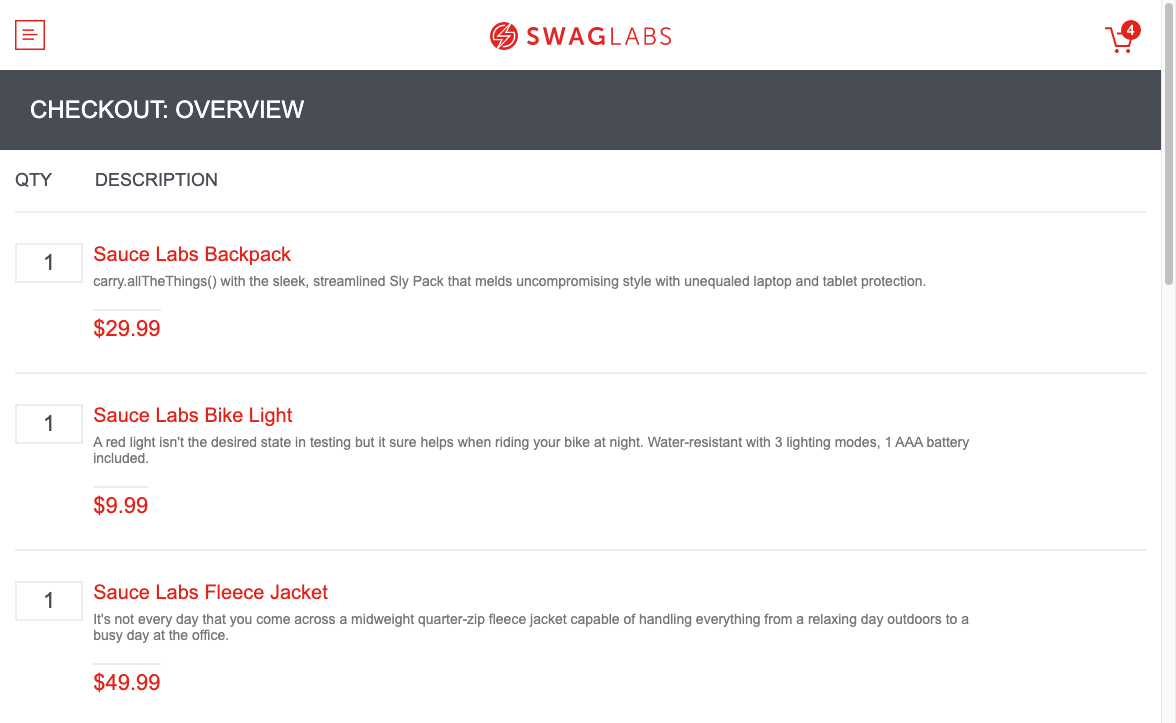 SWAGLABS
4
CHECKOUT: OVERVIEW
QTY DESCRIPTION
1
Sauce Labs Backpack
carry.allTheThings() with the sleek, streamlined Sly Pack that melds uncompromising style with unequaled laptop and tablet protection.
$29.99
1
Sauce Labs Bike Light
A red light isn't the desired state in testing but it sure helps when riding your bike at night. Water-resistant with 3 lighting modes, 1 AAA battery
included.
$9.99
1
Sauce Labs Fleece Jacket
It's not every day that you come across a midweight quarter-zip fleece jacket capable of handling everything from a relaxing day outdoors to a
busy day at the office.
$49.99